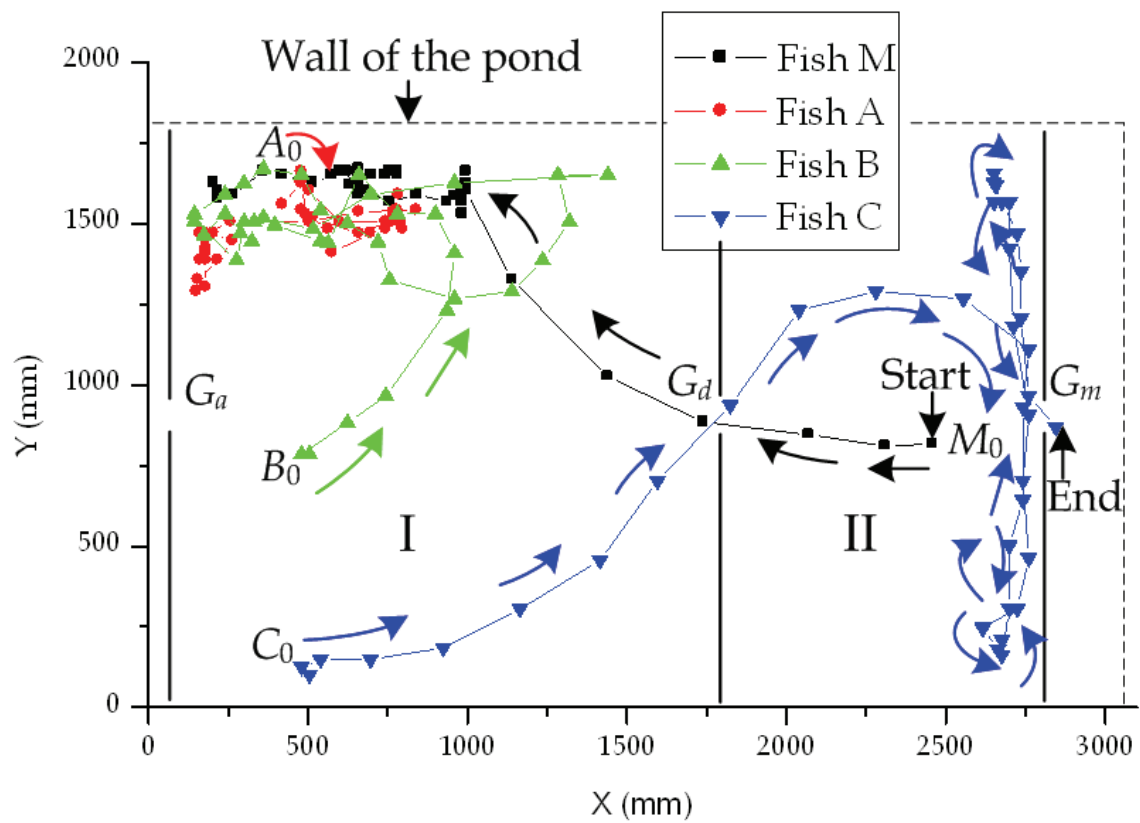 Fish M
Fish A
Fish B
Fish C
Wall of the pond
2000
1500
1000
500
0
Y (mm)
A0
Ga
Gd
Start
Gm
B0
M0
End
I
II
C0
0
500
1000
1500
2000
2500
3000
X (mm)